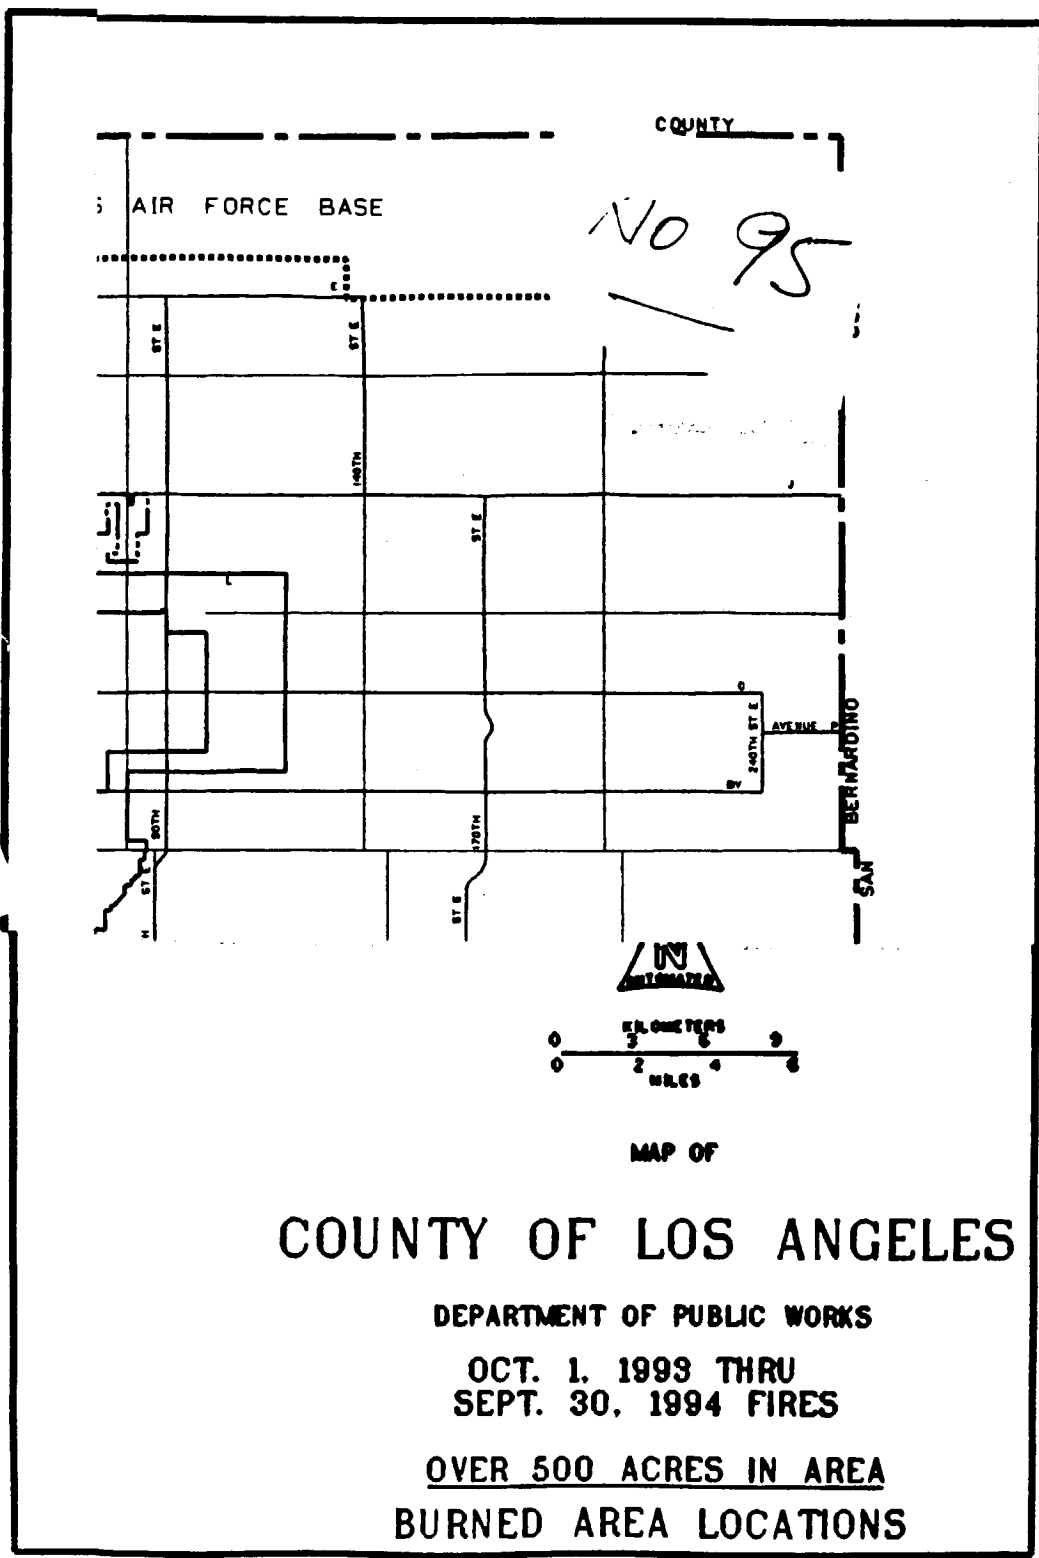 COUNTY
AIR FORCE BASE
No 95
E
ST E
ST E
140TH
J
ST E
L
O
240TH ST E
AVENUE P
BERNARDINO
90TH
170TH
SAN
ST E
ST E
N
AUTOMATED
KILOMETERS
0 3 6 9
0 2 4 6
MILES
MAP OF
COUNTY OF LOS ANGELES
DEPARTMENT OF PUBLIC WORKS
OCT. 1, 1993 THRU
SEPT. 30, 1994 FIRES
OVER 500 ACRES IN AREA
BURNED AREA LOCATIONS